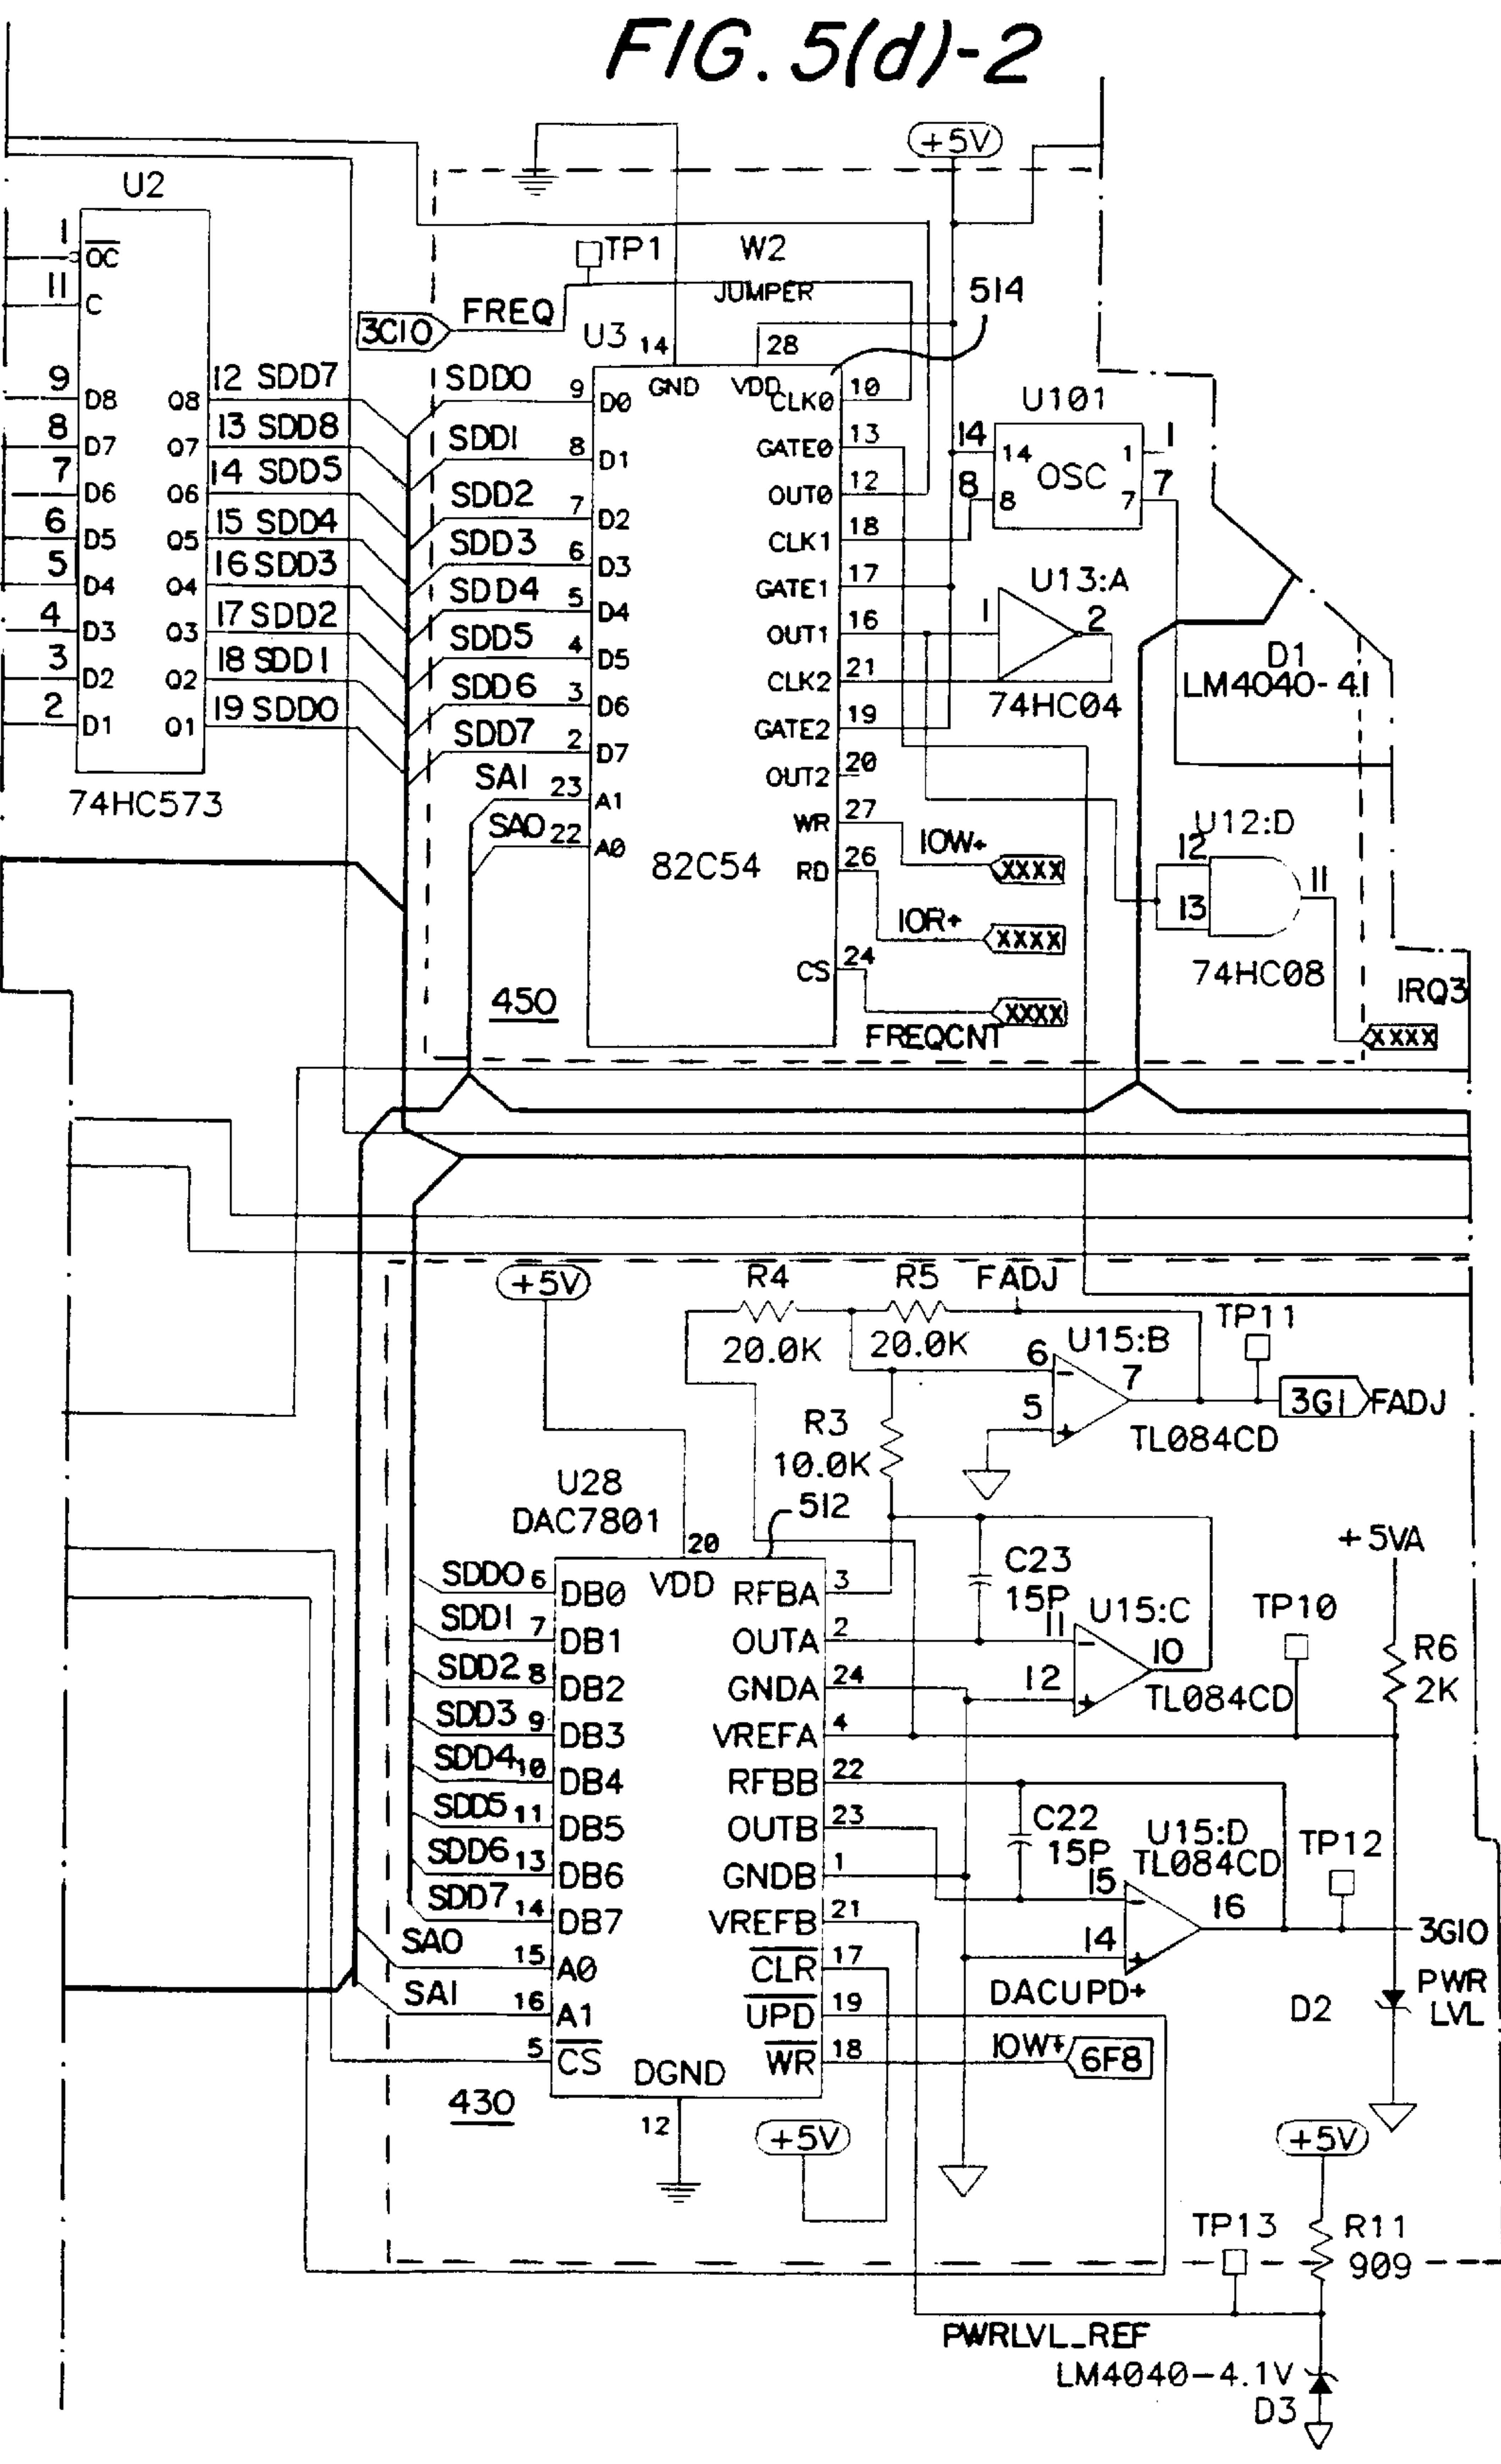 FIG. 5(d)-2
+5V
U2
1 OC
11 C
9 D8 Q8 12 SDD7
8 D7 Q7 13 SDD8
7 D6 Q6 14 SDD5
6 D5 Q5 15 SDD4
5 D4 Q4 16 SDD3
4 D3 Q3 17 SDD2
3 D2 Q2 18 SDD1
2 D1 Q1 19 SDD0
74HC573
TP1
W2
JUMPER
514
3C10 FREQ
U3
14 GND
28 VDD
SDD0 9 D0
SDD1 8 D1
SDD2 7 D2
SDD3 6 D3
SDD4 5 D4
SDD5 4 D5
SDD6 3 D6
SDD7 2 D7
SA1 23 A1
SA0 22 A0
82C54
CLK0 10
GATE0 13
OUT0 12
CLK1 18
GATE1 17
OUT1 16
CLK2 21
GATE2 19
OUT2 20
WR 27 IOW+ XXXX
RD 26 IOR+ XXXX
CS 24 XXXX
FREQCNT
450
U101
14 14 1 1
OSC
8 8 7 7
U13:A
1 2
74HC04
D1
LM4040-4.1
U12:D
12
13
11
74HC08
IRQ3
XXXX
+5V
R4
20.0K
R5
20.0K
FADJ
U15:B
6
5
7
TL084CD
TP11
3G1 FADJ
R3
10.0K
U28
DAC7801
512
20
VDD
SDD0 6 DB0
SDD1 7 DB1
SDD2 8 DB2
SDD3 9 DB3
SDD4 10 DB4
SDD5 11 DB5
SDD6 13 DB6
SDD7 14 DB7
SA0 15 A0
SA1 16 A1
5 CS
RFBA 3
OUTA 2
GNDA 24
VREFA 4
RFBB 22
OUTB 23
GNDB 1
VREFB 21
CLR 17
UPD 19 DACUPD+
WR 18 IOW+ 6F8
DGND
12
430
C23
15P
U15:C
11
12
10
TL084CD
TP10
+5VA
R6
2K
C22
15P
U15:D
TL084CD
15
14
16
TP12
3G10
PWR
LVL
D2
+5V
+5V
TP13
R11
909
PWRLVL_REF
LM4040-4.1V
D3